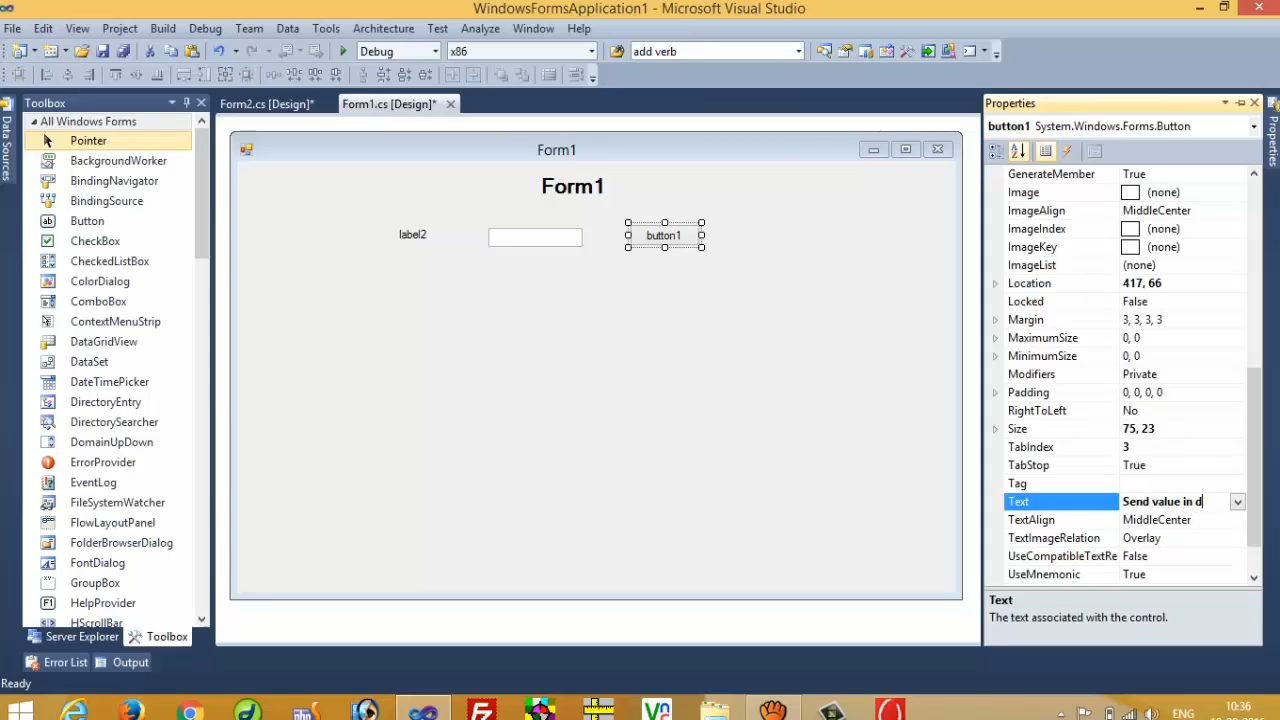 WindowsFormsApplication1 - Microsoft Visual Studio
File Edit View Project Build Debug Team Data Tools Architecture Test Analyze Window Help
Debug x86 add verb
Toolbox
Form2.cs [Design]* Form1.cs [Design]*
Data Sources
All Windows Forms
Pointer
BackgroundWorker
BindingNavigator
BindingSource
Button
CheckBox
CheckedListBox
ColorDialog
ComboBox
ContextMenuStrip
DataGridView
DataSet
DateTimePicker
DirectoryEntry
DirectorySearcher
DomainUpDown
ErrorProvider
EventLog
FileSystemWatcher
FlowLayoutPanel
FolderBrowserDialog
FontDialog
GroupBox
HelpProvider
HScrollBar
Server Explorer Toolbox
Error List Output
Ready
Form1
Form1
label2 button1
Properties
button1 System.Windows.Forms.Button
GenerateMember True
Image (none)
ImageAlign MiddleCenter
ImageIndex (none)
ImageKey (none)
ImageList (none)
Location 417, 66
Locked False
Margin 3, 3, 3, 3
MaximumSize 0, 0
MinimumSize 0, 0
Modifiers Private
Padding 0, 0, 0, 0
RightToLeft No
Size 75, 23
TabIndex 3
TabStop True
Tag
Text Send value in d
TextAlign MiddleCenter
TextImageRelation Overlay
UseCompatibleTextRe False
UseMnemonic True
Text
The text associated with the control.
Properties
ENG 10:36